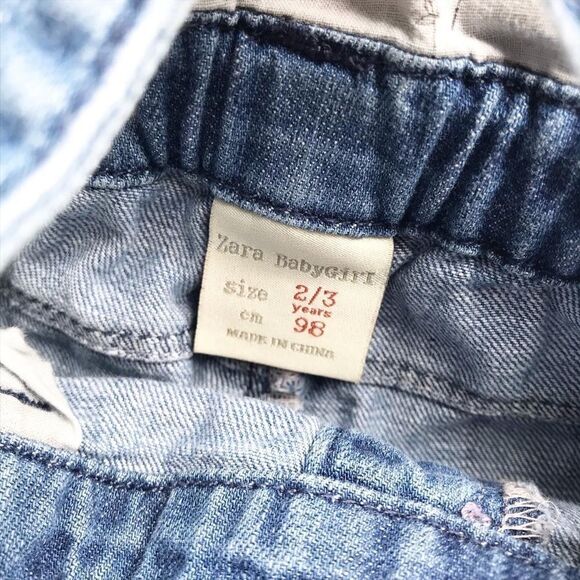 Zara BabyGirl
size 2/3
years
cm 98
MADE IN CHINA